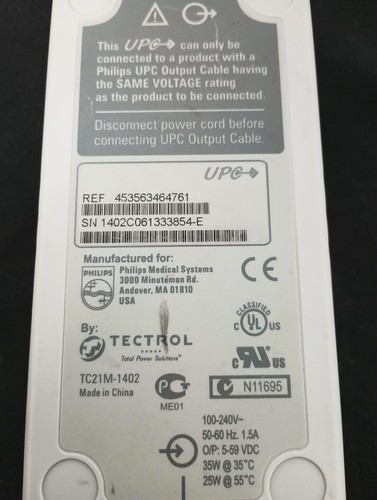 This UPC can only be
connected to a product with a
Philips UPC Output Cable having
the SAME VOLTAGE rating
as the product to be connected.
Disconnect power cord before
connecting UPC Output Cable.
UPC
REF 453563464761
SN 1402C061333854-E
Manufactured for:
PHILIPS
Philips Medical Systems
3000 Minuteman Rd.
Andover, MA 01810
USA
CE
By:
TECTROL
Total Power Solutions™
CLASSIFIED
C UL US
TC21M-1402
Made in China
PCT
ME01
C UR US
N11695
100-240V~
50-60 Hz. 1.5A
O/P: 5-59 VDC
35W @ 35°C
25W @ 55°C